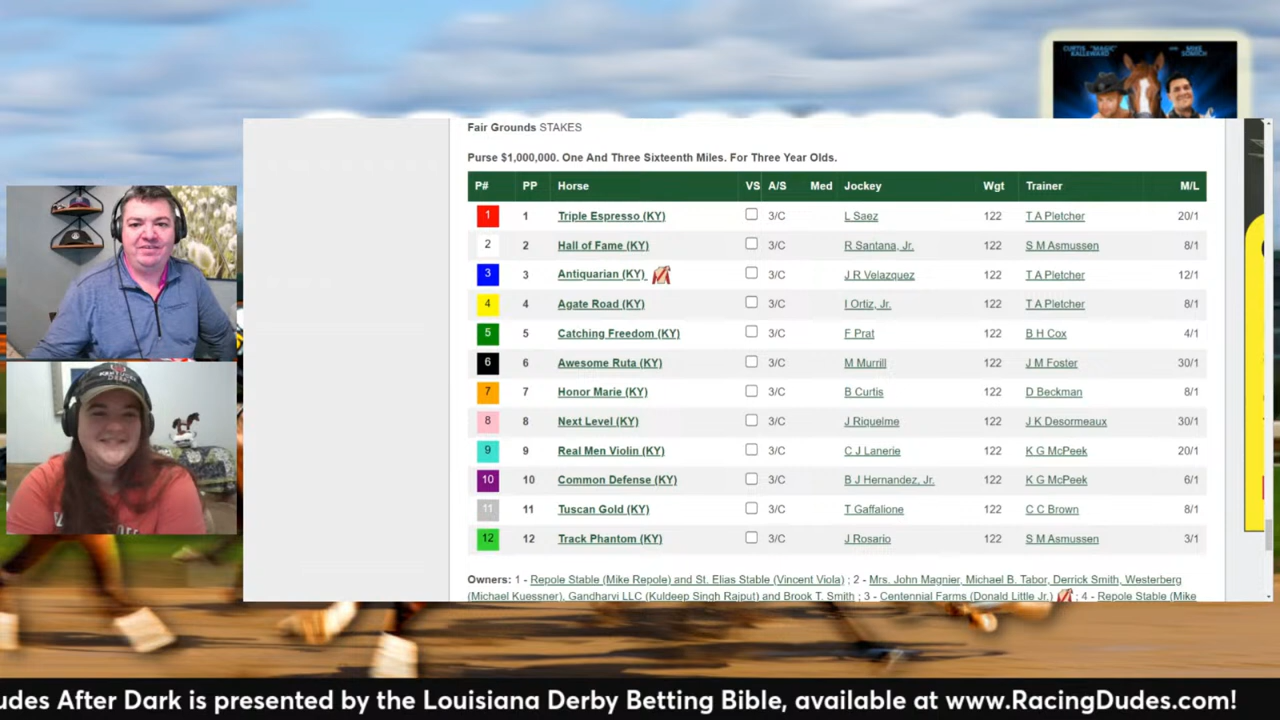 CURTIS "MAGIC"
KALLEWARD
MIKE
SOMICH
Fair Grounds STAKES
Purse $1,000,000. One And Three Sixteenth Miles. For Three Year Olds.
P# PP Horse VS A/S Med Jockey Wgt Trainer M/L
1 1 Triple Espresso (KY) 3/C L Saez 122 T A Pletcher 20/1
2 2 Hall of Fame (KY) 3/C R Santana, Jr. 122 S M Asmussen 8/1
3 3 Antiquarian (KY) 3/C J R Velazquez 122 T A Pletcher 12/1
4 4 Agate Road (KY) 3/C I Ortiz, Jr. 122 T A Pletcher 8/1
5 5 Catching Freedom (KY) 3/C F Prat 122 B H Cox 4/1
6 6 Awesome Ruta (KY) 3/C M Murrill 122 J M Foster 30/1
7 7 Honor Marie (KY) 3/C B Curtis 122 D Beckman 8/1
8 8 Next Level (KY) 3/C J Riquelme 122 J K Desormeaux 30/1
9 9 Real Men Violin (KY) 3/C C J Lanerie 122 K G McPeek 20/1
10 10 Common Defense (KY) 3/C B J Hernandez, Jr. 122 K G McPeek 6/1
11 11 Tuscan Gold (KY) 3/C T Gaffalione 122 C C Brown 8/1
12 12 Track Phantom (KY) 3/C J Rosario 122 S M Asmussen 3/1
Owners: 1 - Repole Stable (Mike Repole) and St. Elias Stable (Vincent Viola) ; 2 - Mrs. John Magnier, Michael B. Tabor, Derrick Smith, Westerberg
(Michael Kuessner), Gandharvi LLC (Kuldeep Singh Rajput) and Brook T. Smith ; 3 - Centennial Farms (Donald Little Jr.) ; 4 - Repole Stable (Mike
udes After Dark is presented by the Louisiana Derby Betting Bible, available at www.RacingDudes.com!